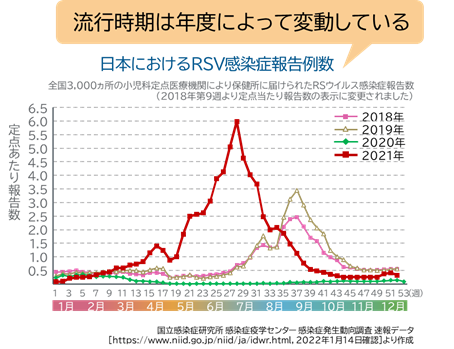 流行時期は年度によって変動している
日本におけるRSV感染症報告例数
全国3,000ヵ所の小児科定点医療機関により保健所に届けられたRSウイルス感染症報告数
(2018年第9週より定点当たり報告数の表示に変更されました)
定点あたり報告数
6.5
6.0
5.5
5.0
4.5
4.0
3.5
3.0
2.5
2.0
1.5
1.0
0.5
2018年
2019年
2020年
2021年
1 3 5 7 9 11 13 15 17 19 21 23 25 27 29 31 33 35 37 39 41 43 45 47 49 51 53(週)
1月 2月 3月 4月 5月 6月 7月 8月 9月 10月 11月 12月
国立感染症研究所 感染症疫学センター 感染症発生動向調査 速報データ
[https://www.niid.go.jp/niid/ja/idwr.html, 2022年1月14日確認]より作成